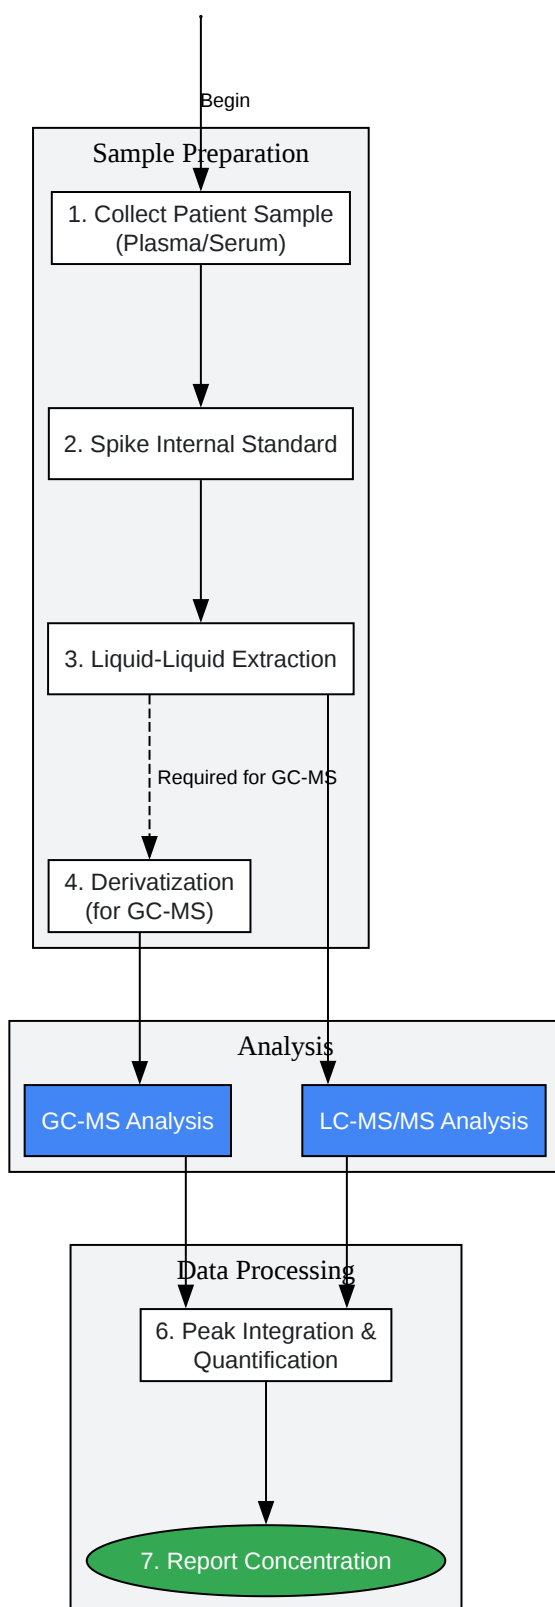 Begin
Sample Preparation
1. Collect Patient Sample
(Plasma/Serum)
2. Spike Internal Standard
3. Liquid-Liquid Extraction
Required for GC-MS
4. Derivatization
(for GC-MS)
Analysis
GC-MS Analysis
LC-MS/MS Analysis
Data Processing
6. Peak Integration &
Quantification
7. Report Concentration